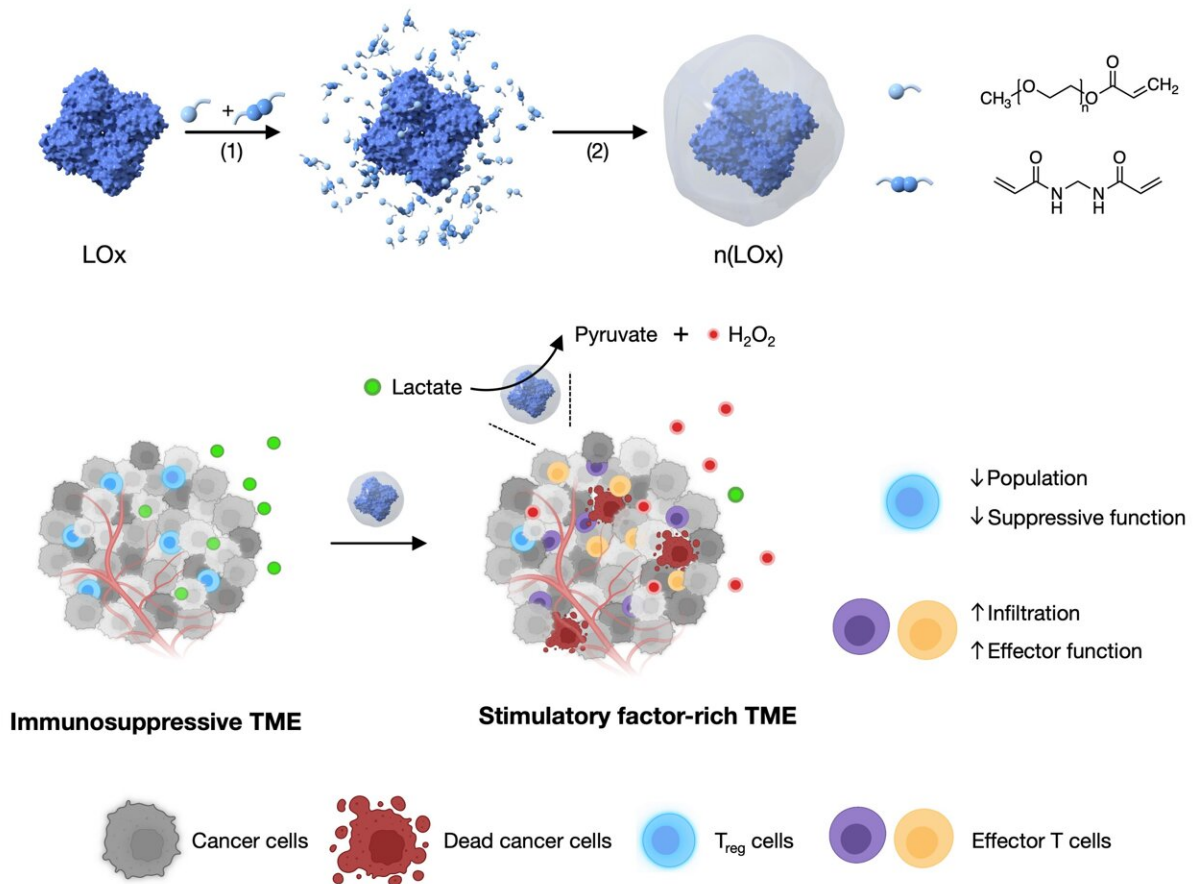 +
(1)
(2)
LOx
n(LOx)
CH₃(O)nO O CH₂
O O
N N
H H
Pyruvate + H₂O₂
Lactate
↓Population
↓Suppressive function
↑Infiltration
↑Effector function
Immunosuppressive TME
Stimulatory factor-rich TME
Cancer cells
Dead cancer cells
Treg cells
Effector T cells